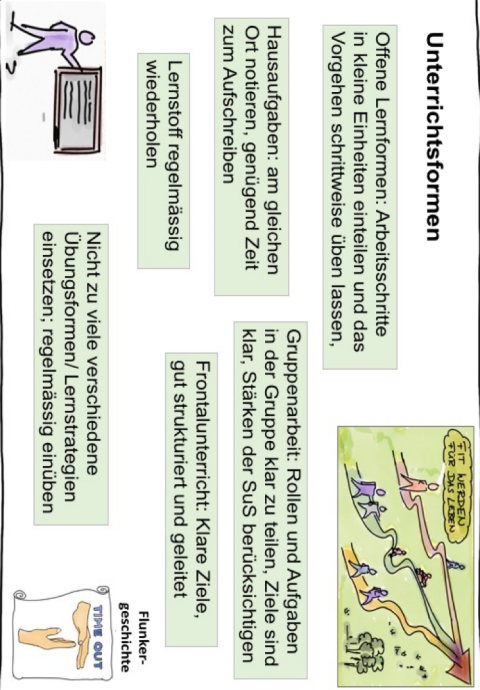 Unterrichtsformen
Offene Lernformen: Arbeitsschritte
in kleine Einheiten einteilen und das
Vorgehen schrittweise üben lassen,
FIT WERDEN
FÜR DAS LEBEN
Hausaufgaben: am gleichen
Ort notieren, genügend Zeit
zum Aufschreiben
Gruppenarbeit: Rollen und Aufgaben
in der Gruppe klar zu teilen, Ziele sind
klar, Stärken der SuS berücksichtigen
Lernstoff regelmässig
wiederholen
Frontalunterricht: Klare Ziele,
gut strukturiert und geleitet
Nicht zu viele verschiedene
Übungsformen/ Lernstrategien
einsetzen; regelmässig einüben
Flunker-
geschichte
TIME OUT